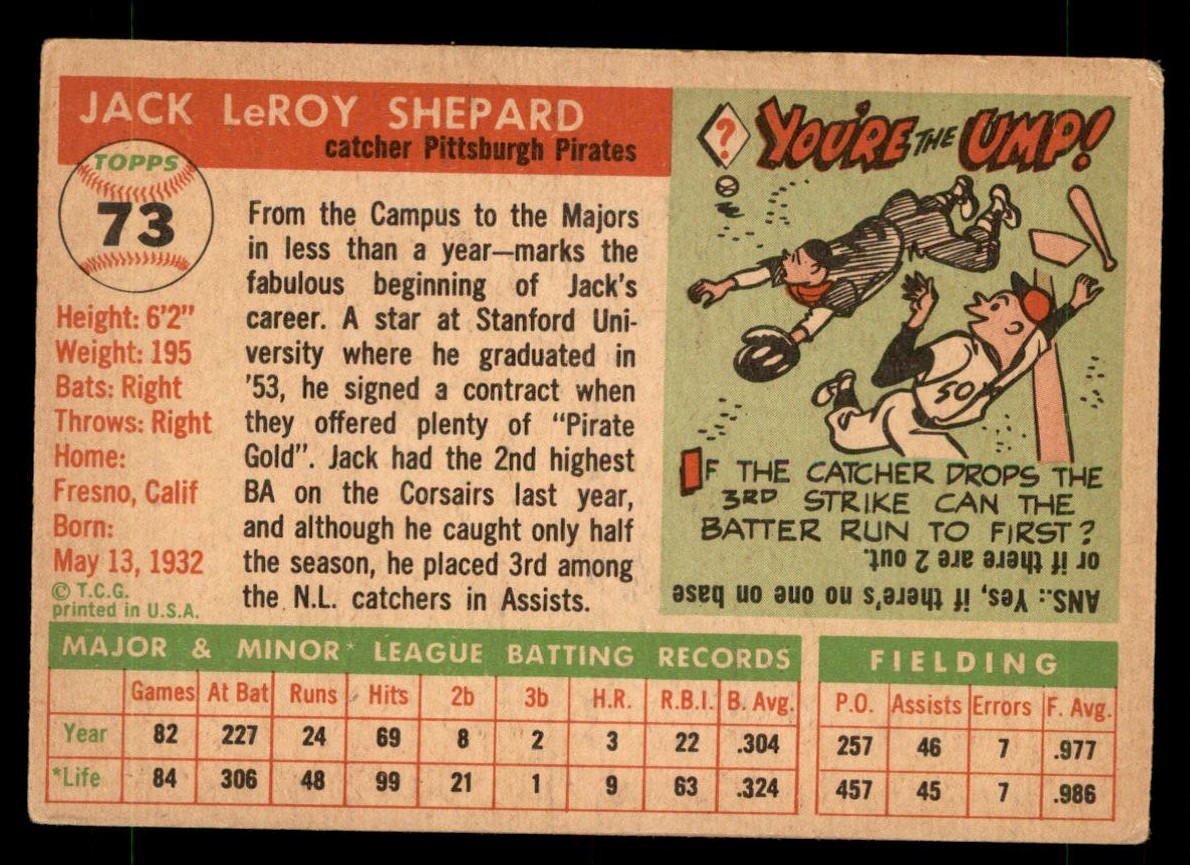 JACK LeROY SHEPARD
catcher Pittsburgh Pirates
TOPPS
73
Height: 6'2"
Weight: 195
Bats: Right
Throws: Right
Home:
Fresno, Calif
Born:
May 13, 1932
© T.C.G.
printed in U.S.A.
From the Campus to the Majors
in less than a year—marks the
fabulous beginning of Jack's
career. A star at Stanford Uni-
versity where he graduated in
'53, he signed a contract when
they offered plenty of "Pirate
Gold". Jack had the 2nd highest
BA on the Corsairs last year,
and although he caught only half
the season, he placed 3rd among
the N.L. catchers in Assists.
?
YOU'RE THE UMP!
SO
IF THE CATCHER DROPS THE
3RD STRIKE CAN THE
BATTER RUN TO FIRST?
ANS.: Yes, if there's no one on base
or if there are 2 out.
MAJOR & MINOR* LEAGUE BATTING RECORDS
Games At Bat Runs Hits 2b 3b H.R. R.B.I. B. Avg.
Year 82 227 24 69 8 2 3 22 .304
*Life 84 306 48 99 21 1 9 63 .324
FIELDING
P.O. Assists Errors F. Avg.
257 46 7 .977
457 45 7 .986